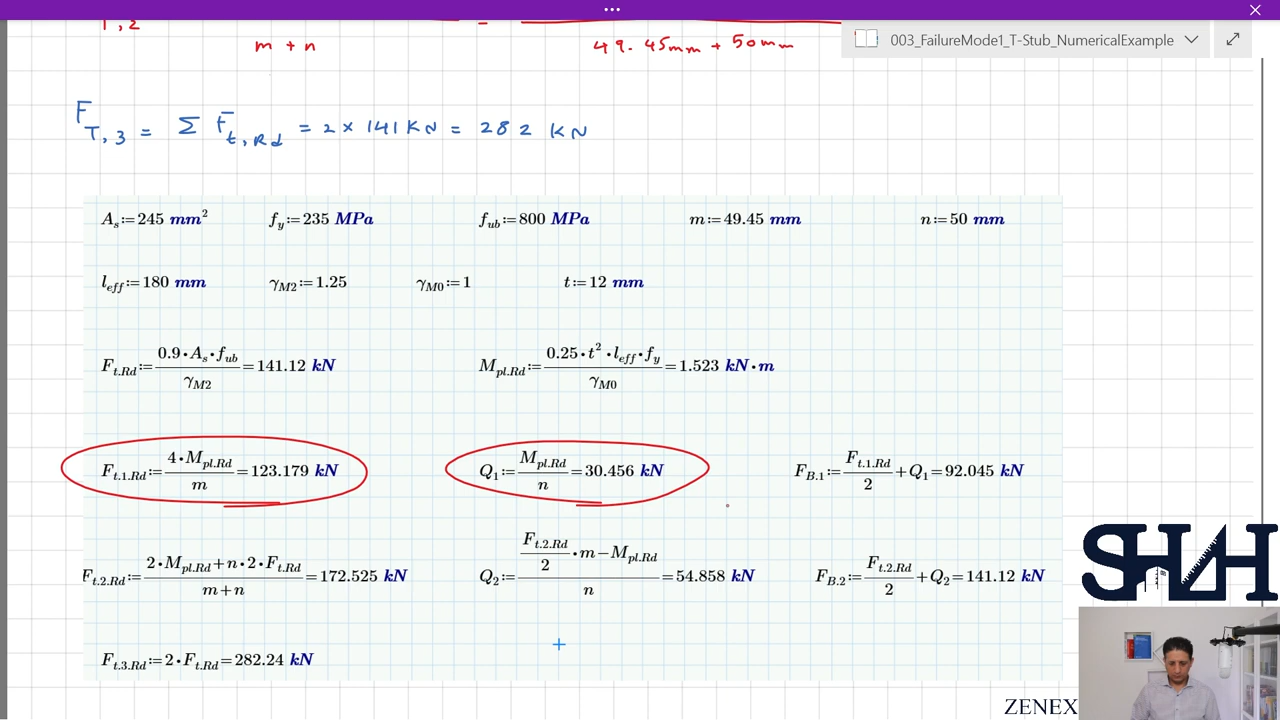 T, 2 =
m + n
49.45mm + 50mm
003_FailureMode1_T-Stub_NumericalExample
F T,3 = Σ F t,Rd = 2 × 141 KN = 282 KN
A_s:=245 mm² f_y:=235 MPa f_ub:=800 MPa m:=49.45 mm n:=50 mm
l_eff:=180 mm γ_M2:=1.25 γ_M0:=1 t:=12 mm
F_t.Rd:=(0.9·A_s·f_ub)/γ_M2=141.12 kN M_pl.Rd:=(0.25·t²·l_eff·f_y)/γ_M0=1.523 kN·m
F_t.1.Rd:=(4·M_pl.Rd)/m=123.179 kN Q_1:=M_pl.Rd/n=30.456 kN F_B.1:=F_t.1.Rd/2+Q_1=92.045 kN
F_t.2.Rd:=(2·M_pl.Rd+n·2·F_t.Rd)/(m+n)=172.525 kN Q_2:=(F_t.2.Rd/2·m−M_pl.Rd)/n=54.858 kN F_B.2:=F_t.2.Rd/2+Q_2=141.12 kN
F_t.3.Rd:=2·F_t.Rd=282.24 kN
ZENEX